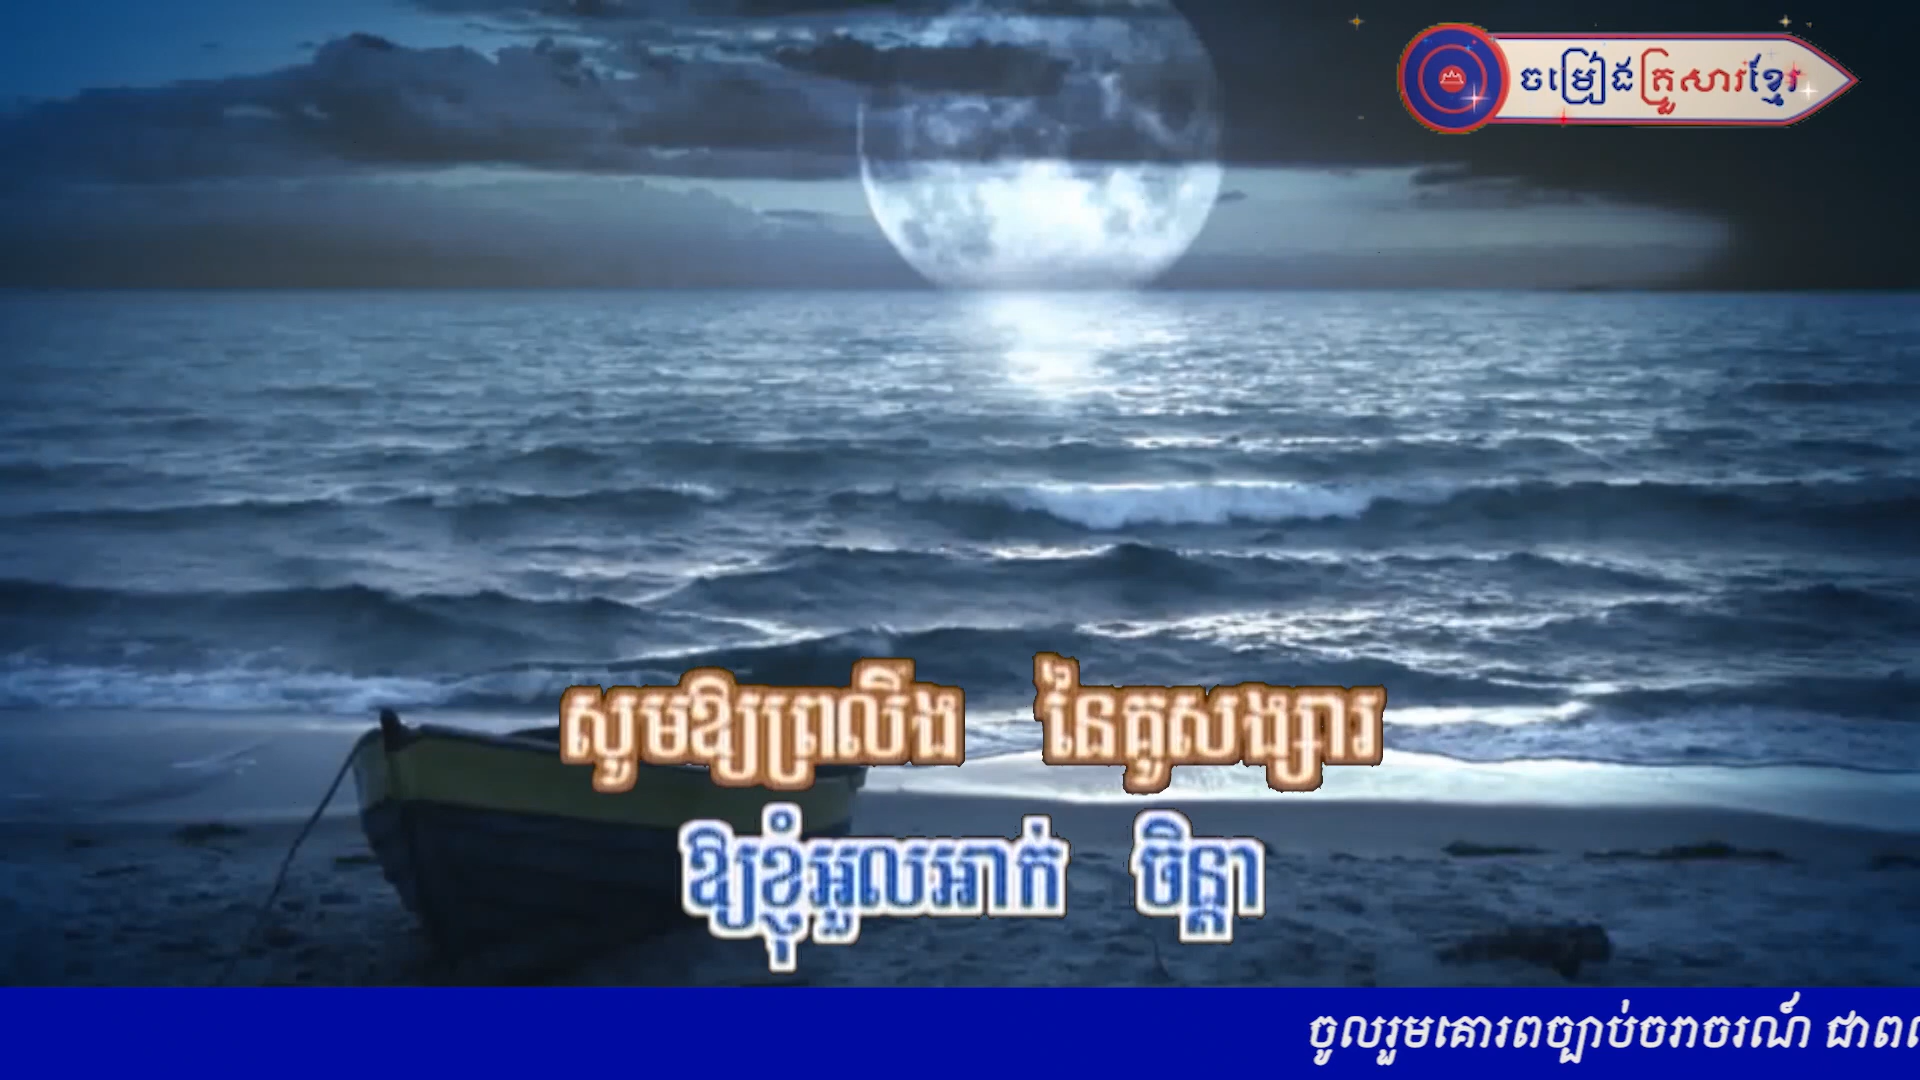 ចម្រៀងគ្រួសារខ្មែរ
សូមឱ្យព្រលឹង នៃគូសង្សារ
ឱ្យខ្ញុំអួលអាក់ ចិន្តា
ចូលរួមគោរពច្បាប់ចរាចរណ៍ ជាពល